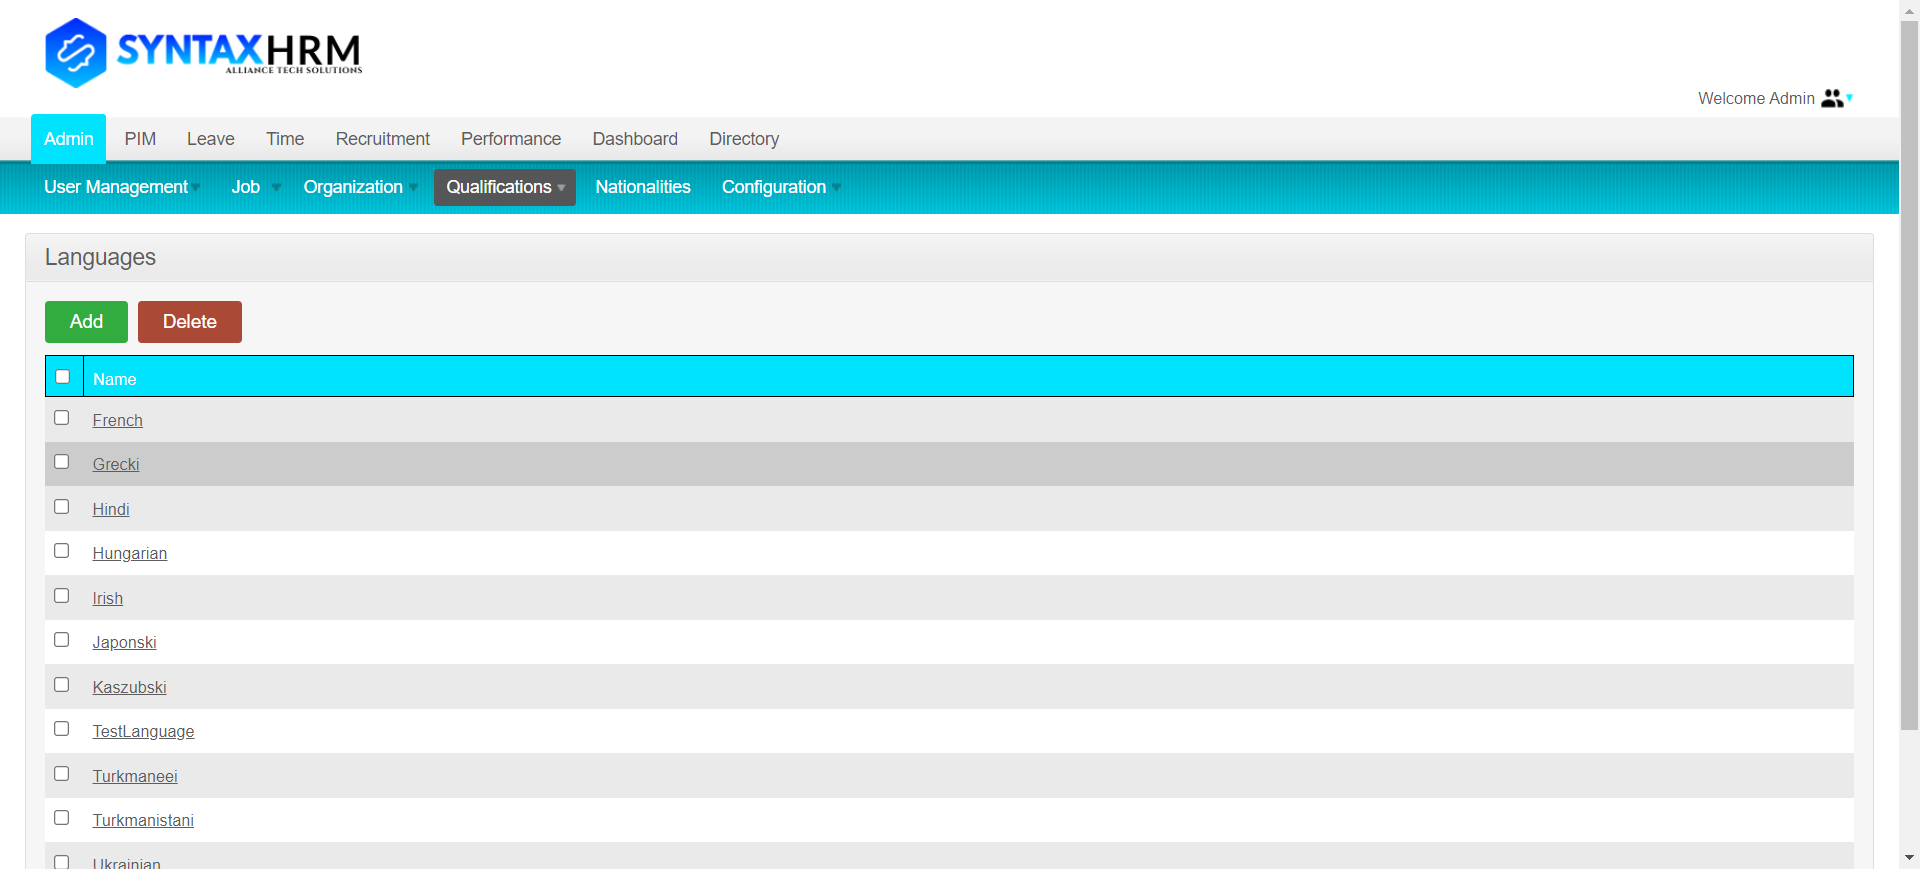 SYNTAXHRM
ALLIANCE TECH SOLUTIONS
Welcome Admin
Admin PIM Leave Time Recruitment Performance Dashboard Directory
User Management Job Organization Qualifications Nationalities Configuration
Languages
Add Delete
Name
French
Grecki
Hindi
Hungarian
Irish
Japonski
Kaszubski
TestLanguage
Turkmaneei
Turkmanistani
Ukrainian